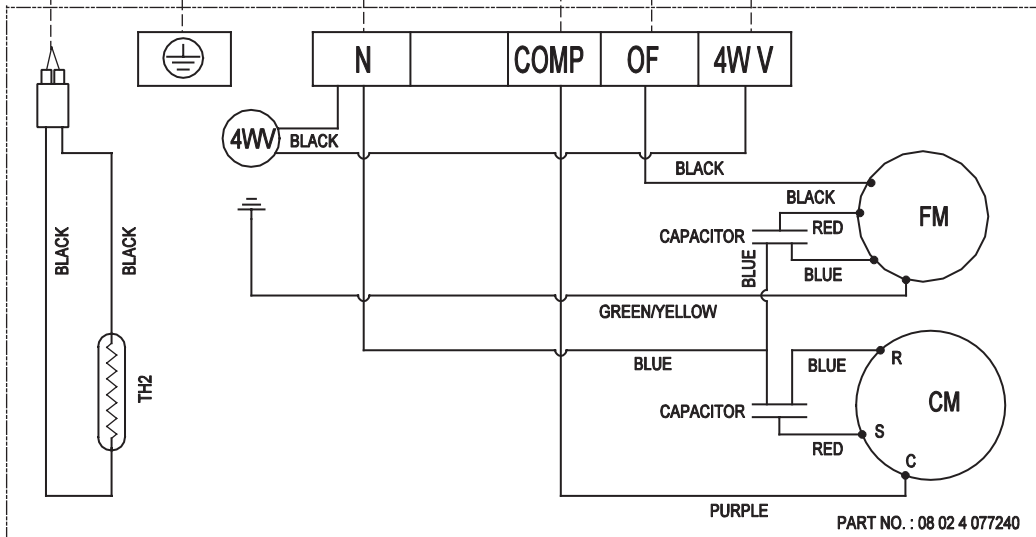 N COMP OF 4W V
4WV
BLACK
BLACK
BLACK
RED
FM
CAPACITOR
BLUE
BLUE
BLACK
BLACK
GREEN/YELLOW
BLUE
BLUE
R
TH2
CAPACITOR
CM
S
RED
C
PURPLE
PART NO. : 08 02 4 077240